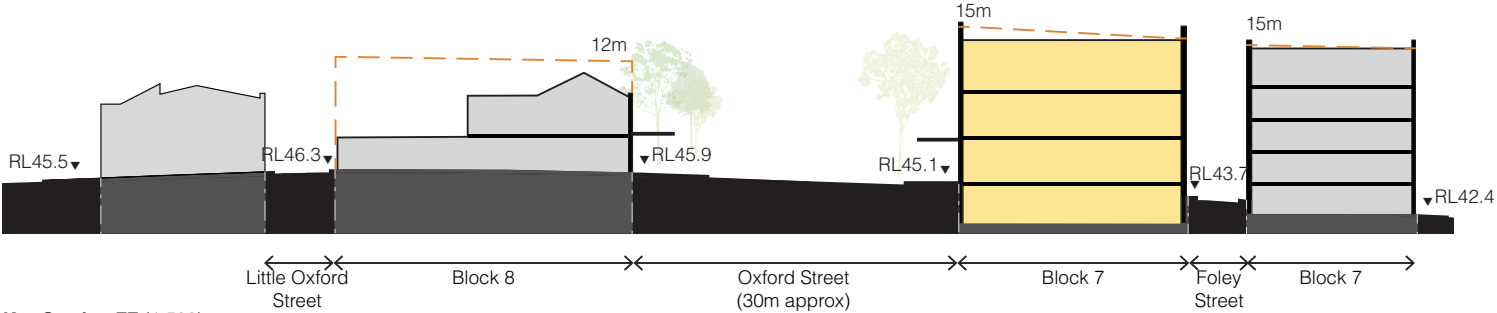 15m
12m
15m
RL45.5
RL46.3
RL45.9
RL45.1
RL43.7
RL42.4
Little Oxford
Street
Block 8
Oxford Street
(30m approx)
Block 7
Foley
Street
Block 7